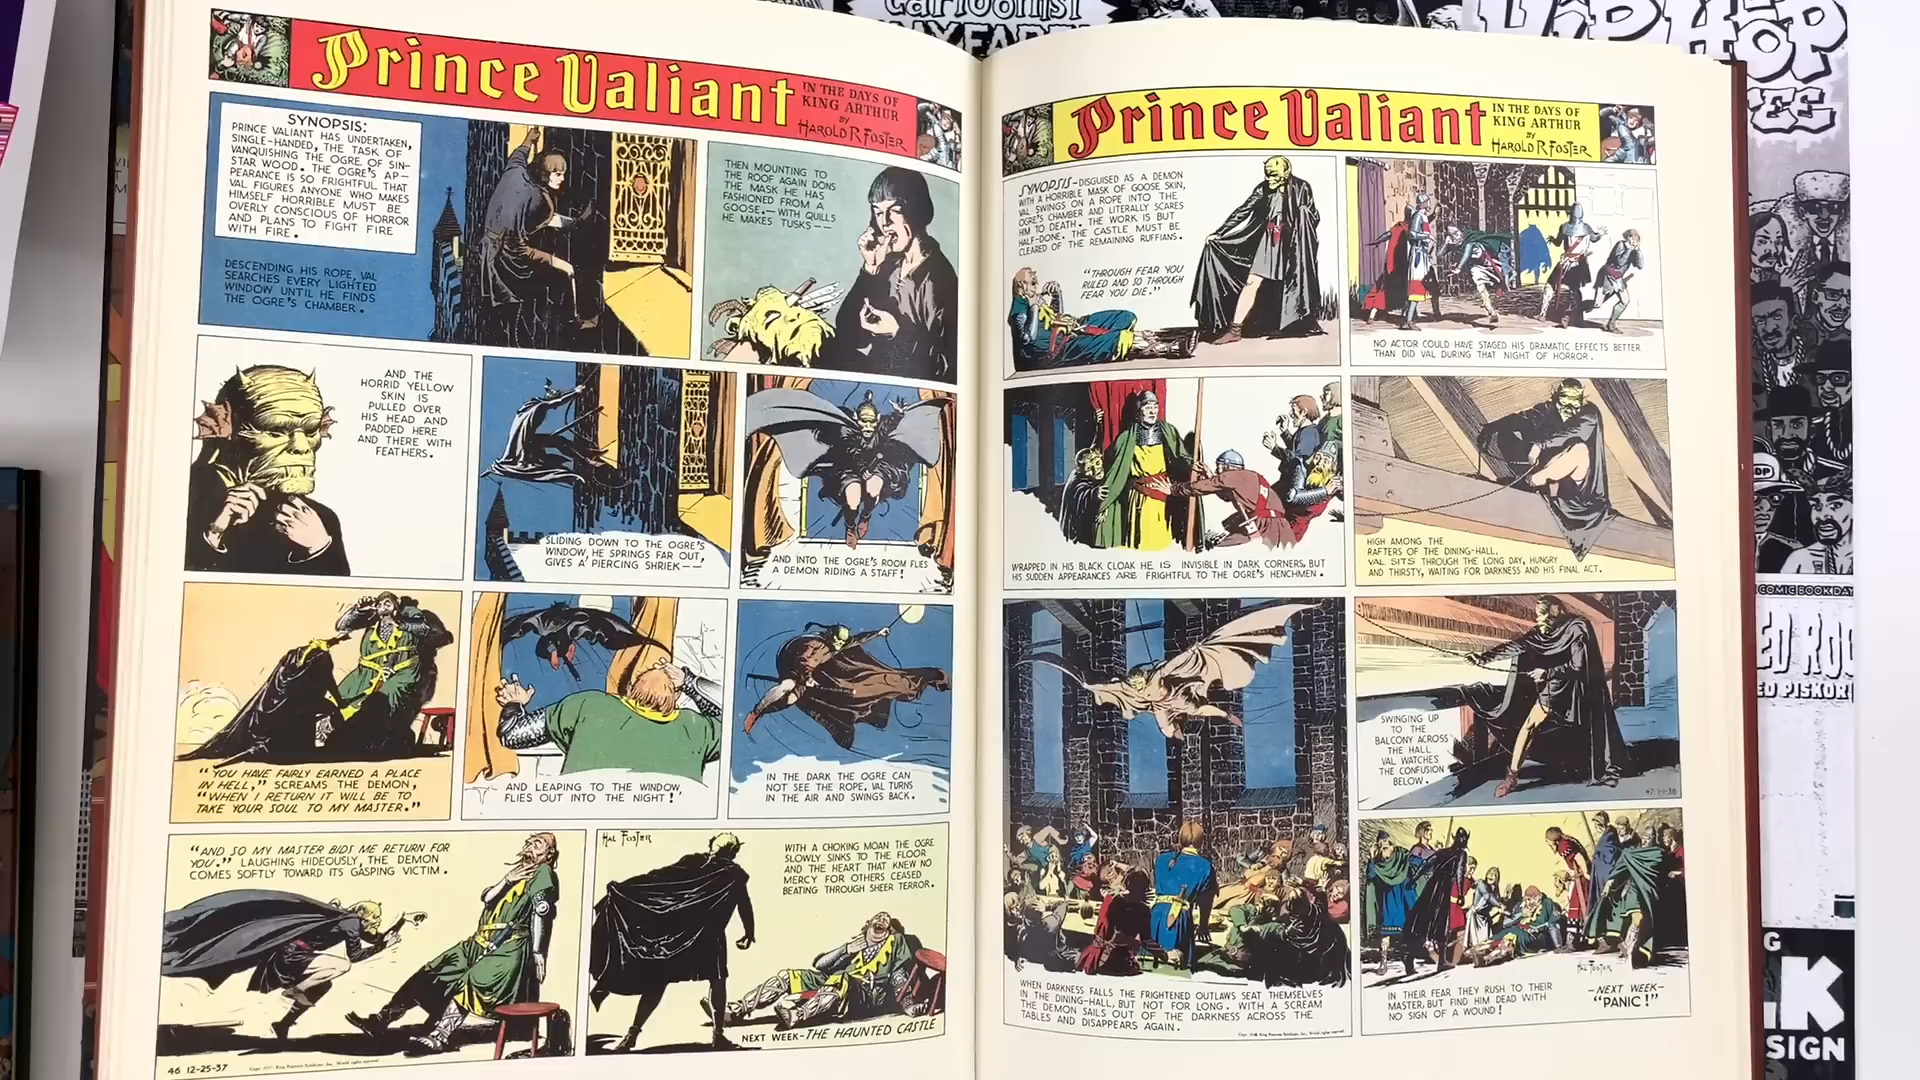 Prince Valiant
IN THE DAYS OF
KING ARTHUR
BY
HAROLD R FOSTER
SYNOPSIS:
PRINCE VALIANT HAS UNDERTAKEN,
SINGLE-HANDED, THE TASK OF
VANQUISHING THE OGRE OF SIN-
STAR WOOD. THE OGRE'S AP-
PEARANCE IS SO FRIGHTFUL THAT
VAL FIGURES ANYONE WHO MAKES
HIMSELF HORRIBLE MUST BE
OVERLY CONSCIOUS OF HORROR
AND PLANS TO FIGHT FIRE
WITH FIRE.
DESCENDING HIS ROPE, VAL
SEARCHES EVERY LIGHTED
WINDOW UNTIL HE FINDS
THE OGRE'S CHAMBER.
THEN MOUNTING TO
THE ROOF AGAIN DONS
THE MASK HE HAS
FASHIONED FROM A
GOOSE.— WITH QUILLS
HE MAKES TUSKS——
AND THE
HORRID YELLOW
SKIN IS
PULLED OVER
HIS HEAD AND
PADDED HERE
AND THERE WITH
FEATHERS.
SLIDING DOWN TO THE OGRE'S
WINDOW, HE SPRINGS FAR OUT,
GIVES A PIERCING SHRIEK——
AND INTO THE OGRE'S ROOM FLIES
A DEMON RIDING A STAFF!
"YOU HAVE FAIRLY EARNED A PLACE
IN HELL," SCREAMS THE DEMON,
"WHEN I RETURN IT WILL BE TO
TAKE YOUR SOUL TO MY MASTER."
AND LEAPING TO THE WINDOW,
FLIES OUT INTO THE NIGHT!
IN THE DARK THE OGRE CAN
NOT SEE THE ROPE. VAL TURNS
IN THE AIR AND SWINGS BACK.
"AND SO MY MASTER BIDS ME RETURN FOR
YOU." LAUGHING HIDEOUSLY, THE DEMON
COMES SOFTLY TOWARD ITS GASPING VICTIM.
HAL FOSTER
WITH A CHOKING MOAN THE OGRE
SLOWLY SINKS TO THE FLOOR
AND THE HEART THAT KNEW NO
MERCY FOR OTHERS CEASED
BEATING THROUGH SHEER TERROR.
NEXT WEEK—THE HAUNTED CASTLE
46 12-25-37
Prince Valiant
IN THE DAYS OF
KING ARTHUR
BY
HAROLD R FOSTER
SYNOPSIS—DISGUISED AS A DEMON
WITH A HORRIBLE MASK OF GOOSE SKIN,
VAL SWINGS ON A ROPE INTO THE
OGRE'S CHAMBER AND LITERALLY SCARES
HIM TO DEATH. THE WORK IS BUT
HALF-DONE. THE CASTLE MUST BE
CLEARED OF THE REMAINING RUFFIANS.
"THROUGH FEAR YOU
RULED AND SO THROUGH
FEAR YOU DIE."
NO ACTOR COULD HAVE STAGED HIS DRAMATIC EFFECTS BETTER
THAN DID VAL DURING THAT NIGHT OF HORROR.
WRAPPED IN HIS BLACK CLOAK HE IS INVISIBLE IN DARK CORNERS, BUT
HIS SUDDEN APPEARANCES ARE FRIGHTFUL TO THE OGRE'S HENCHMEN.
HIGH AMONG THE
RAFTERS OF THE DINING-HALL,
VAL SITS THROUGH THE LONG DAY, HUNGRY
AND THIRSTY, WAITING FOR DARKNESS AND HIS FINAL ACT.
WHEN DARKNESS FALLS THE FRIGHTENED OUTLAWS SEAT THEMSELVES
IN THE DINING-HALL, BUT NOT FOR LONG. WITH A SCREAM
THE DEMON SAILS OUT OF THE DARKNESS ACROSS THE
TABLES AND DISAPPEARS AGAIN.
SWINGING UP
TO THE
BALCONY ACROSS
THE HALL
VAL WATCHES
THE CONFUSION
BELOW.
47 1-1-38
HAL FOSTER
IN THEIR FEAR THEY RUSH TO THEIR
MASTER, BUT FIND HIM DEAD WITH
NO SIGN OF A WOUND!
—NEXT WEEK—
"PANIC!"
cartoonist
HIP HOP
COMIC BOOK DAY
ED PISKOR
SIGN